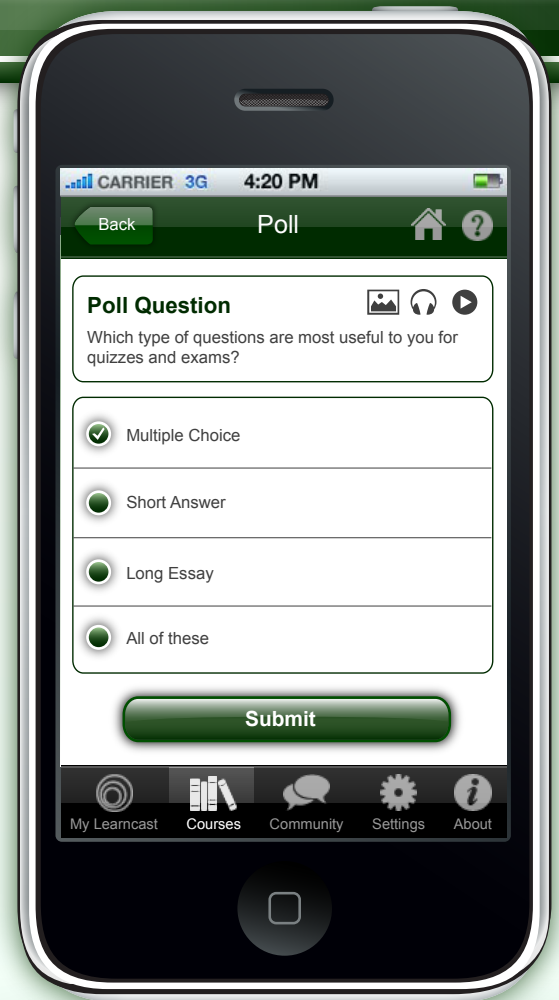 CARRIER 3G 4:20 PM
Back Poll ?
Poll Question
Which type of questions are most useful to you for
quizzes and exams?
Multiple Choice
Short Answer
Long Essay
All of these
Submit
i
My Learncast Courses Community Settings About